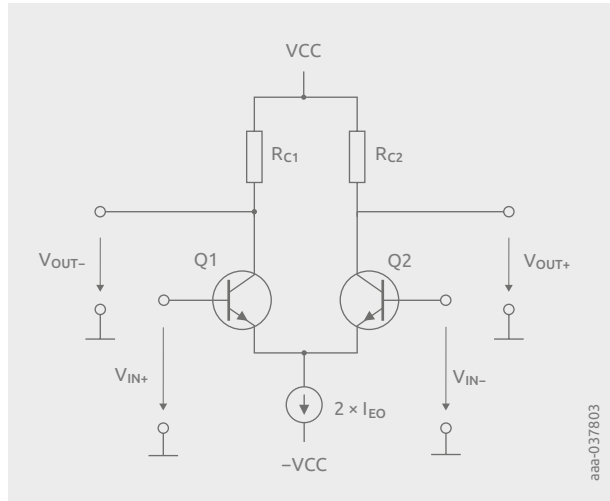 VCC
RC1
RC2
VOUT–
Q1
Q2
VOUT+
VIN+
VIN–
2 × IEO
–VCC
aaa-037803